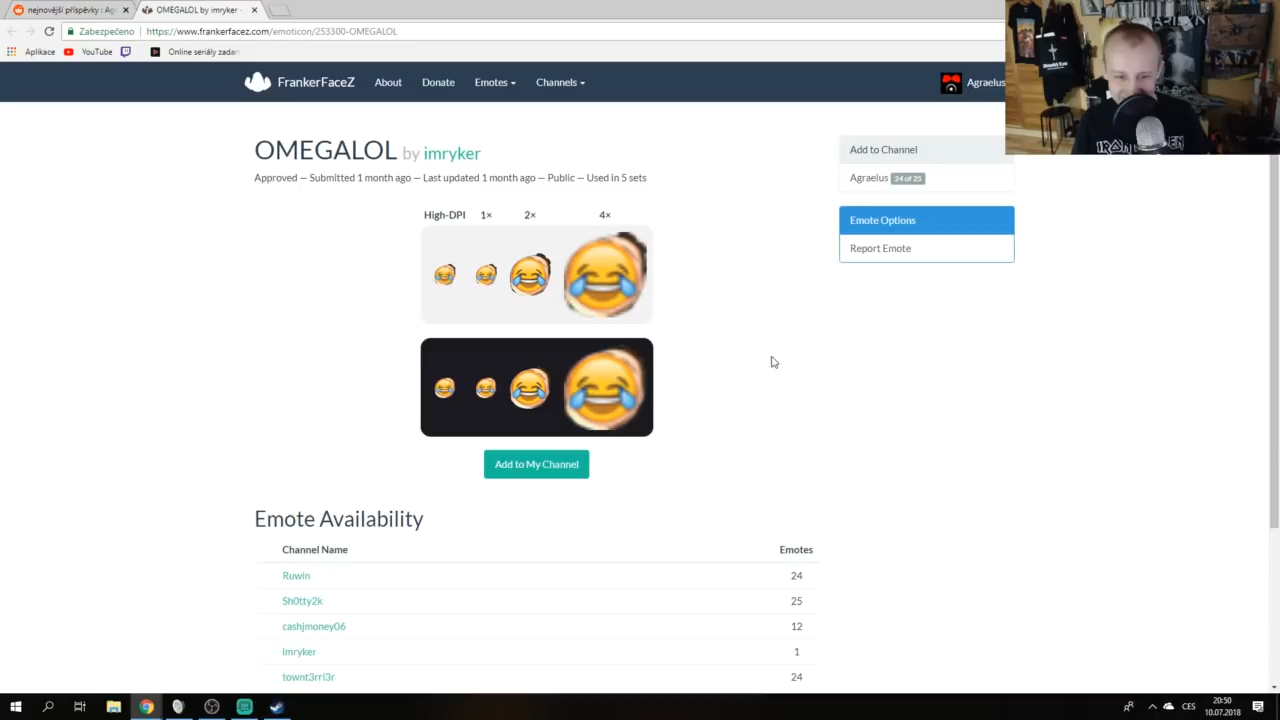 nejnovější příspěvky : Agr
OMEGALOL by imryker -
Zabezpečeno
https://www.frankerfacez.com/emoticon/253300-OMEGALOL
Aplikace
YouTube
Online seriály zadar
FrankerFaceZ
About
Donate
Emotes
Channels
Agraelus
OMEGALOL by imryker
Approved — Submitted 1 month ago — Last updated 1 month ago — Public — Used in 5 sets
High-DPI 1× 2× 4×
Add to My Channel
Add to Channel
Agraelus 24 of 25
Emote Options
Report Emote
Emote Availability
Channel Name Emotes
Ruwin 24
Sh0tty2k 25
cashjmoney06 12
imryker 1
townt3rri3r 24
IRON MAIDEN
CES
20:50
10.07.2018